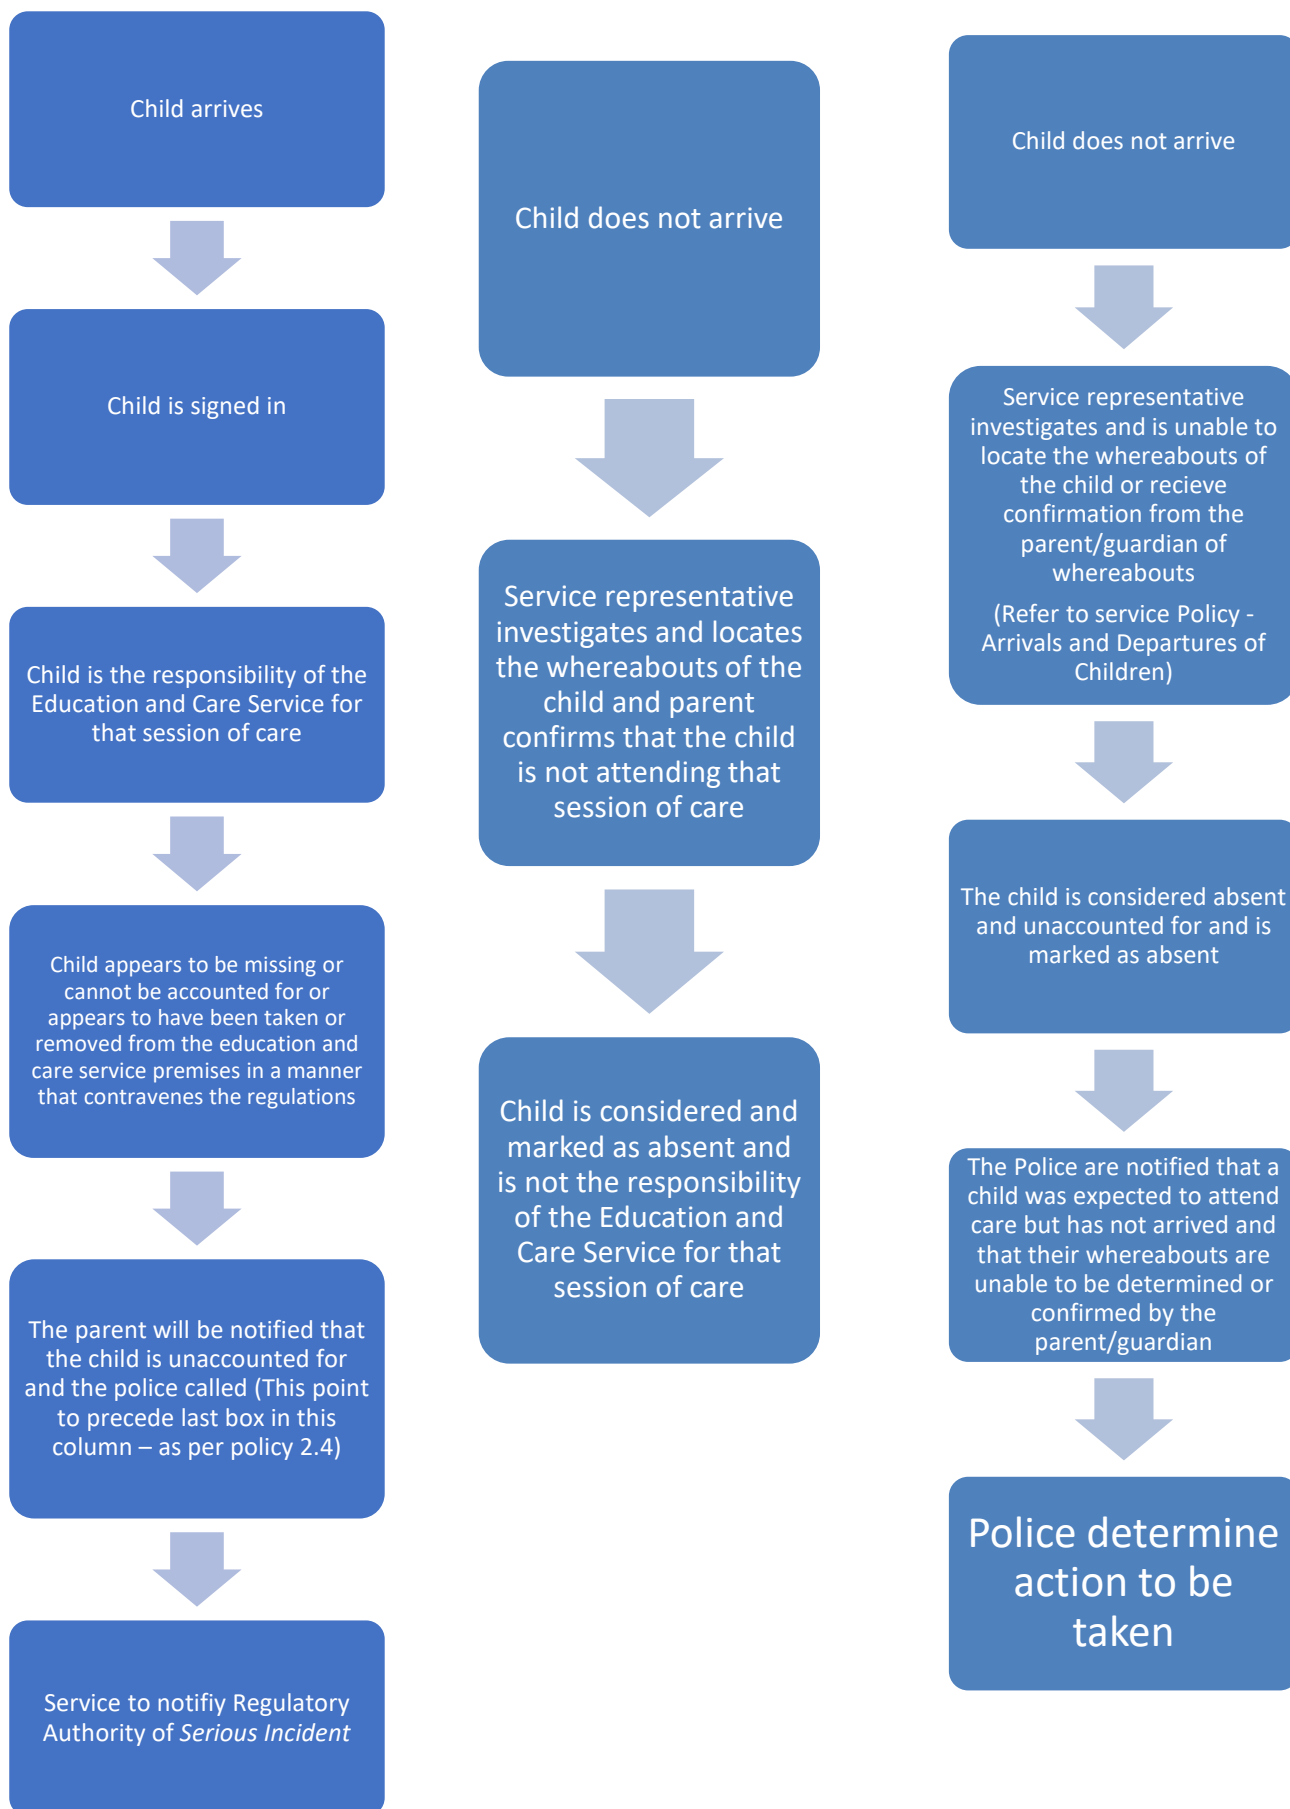 Child arrives
Child is signed in
Child is the responsibility of the
Education and Care Service for
that session of care
Child appears to be missing or
cannot be accounted for or
appears to have been taken or
removed from the education and
care service premises in a manner
that contravenes the regulations
The parent will be notified that
the child is unaccounted for
and the police called (This point
to precede last box in this
column – as per policy 2.4)
Service to notifiy Regulatory
Authority of Serious Incident
Child does not arrive
Service representative
investigates and locates
the whereabouts of the
child and parent
confirms that the child
is not attending that
session of care
Child is considered and
marked as absent and
is not the responsibility
of the Education and
Care Service for that
session of care
Child does not arrive
Service representative
investigates and is unable to
locate the whereabouts of
the child or recieve
confirmation from the
parent/guardian of
whereabouts
(Refer to service Policy -
Arrivals and Departures of
Children)
The child is considered absent
and unaccounted for and is
marked as absent
The Police are notified that a
child was expected to attend
care but has not arrived and
that their whereabouts are
unable to be determined or
confirmed by the
parent/guardian
Police determine
action to be
taken